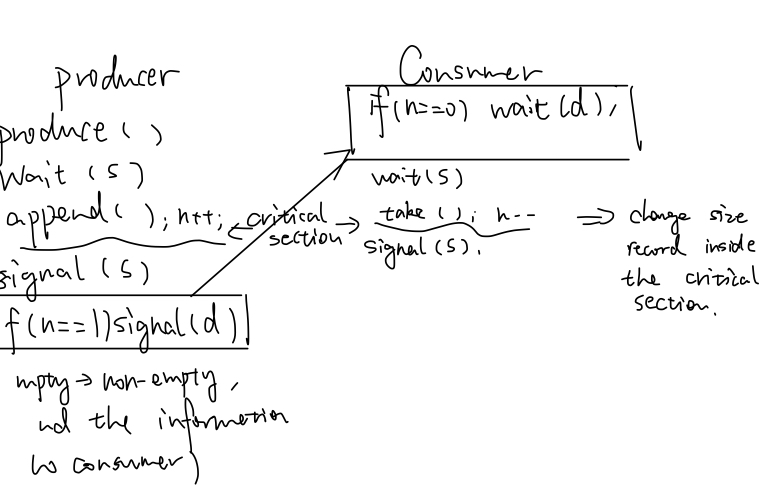 producer
produce ( )
Wait (S)
append( ); n++;
signal (S)
f(n==1)signal(d)
mpty → non-empty,
nd the information
to consumer)
critical
section
Consumer
if(n==0) wait(d),
wait(S)
take ( ); n--
signal(S).
⇒ change size
record inside
the critical
section.